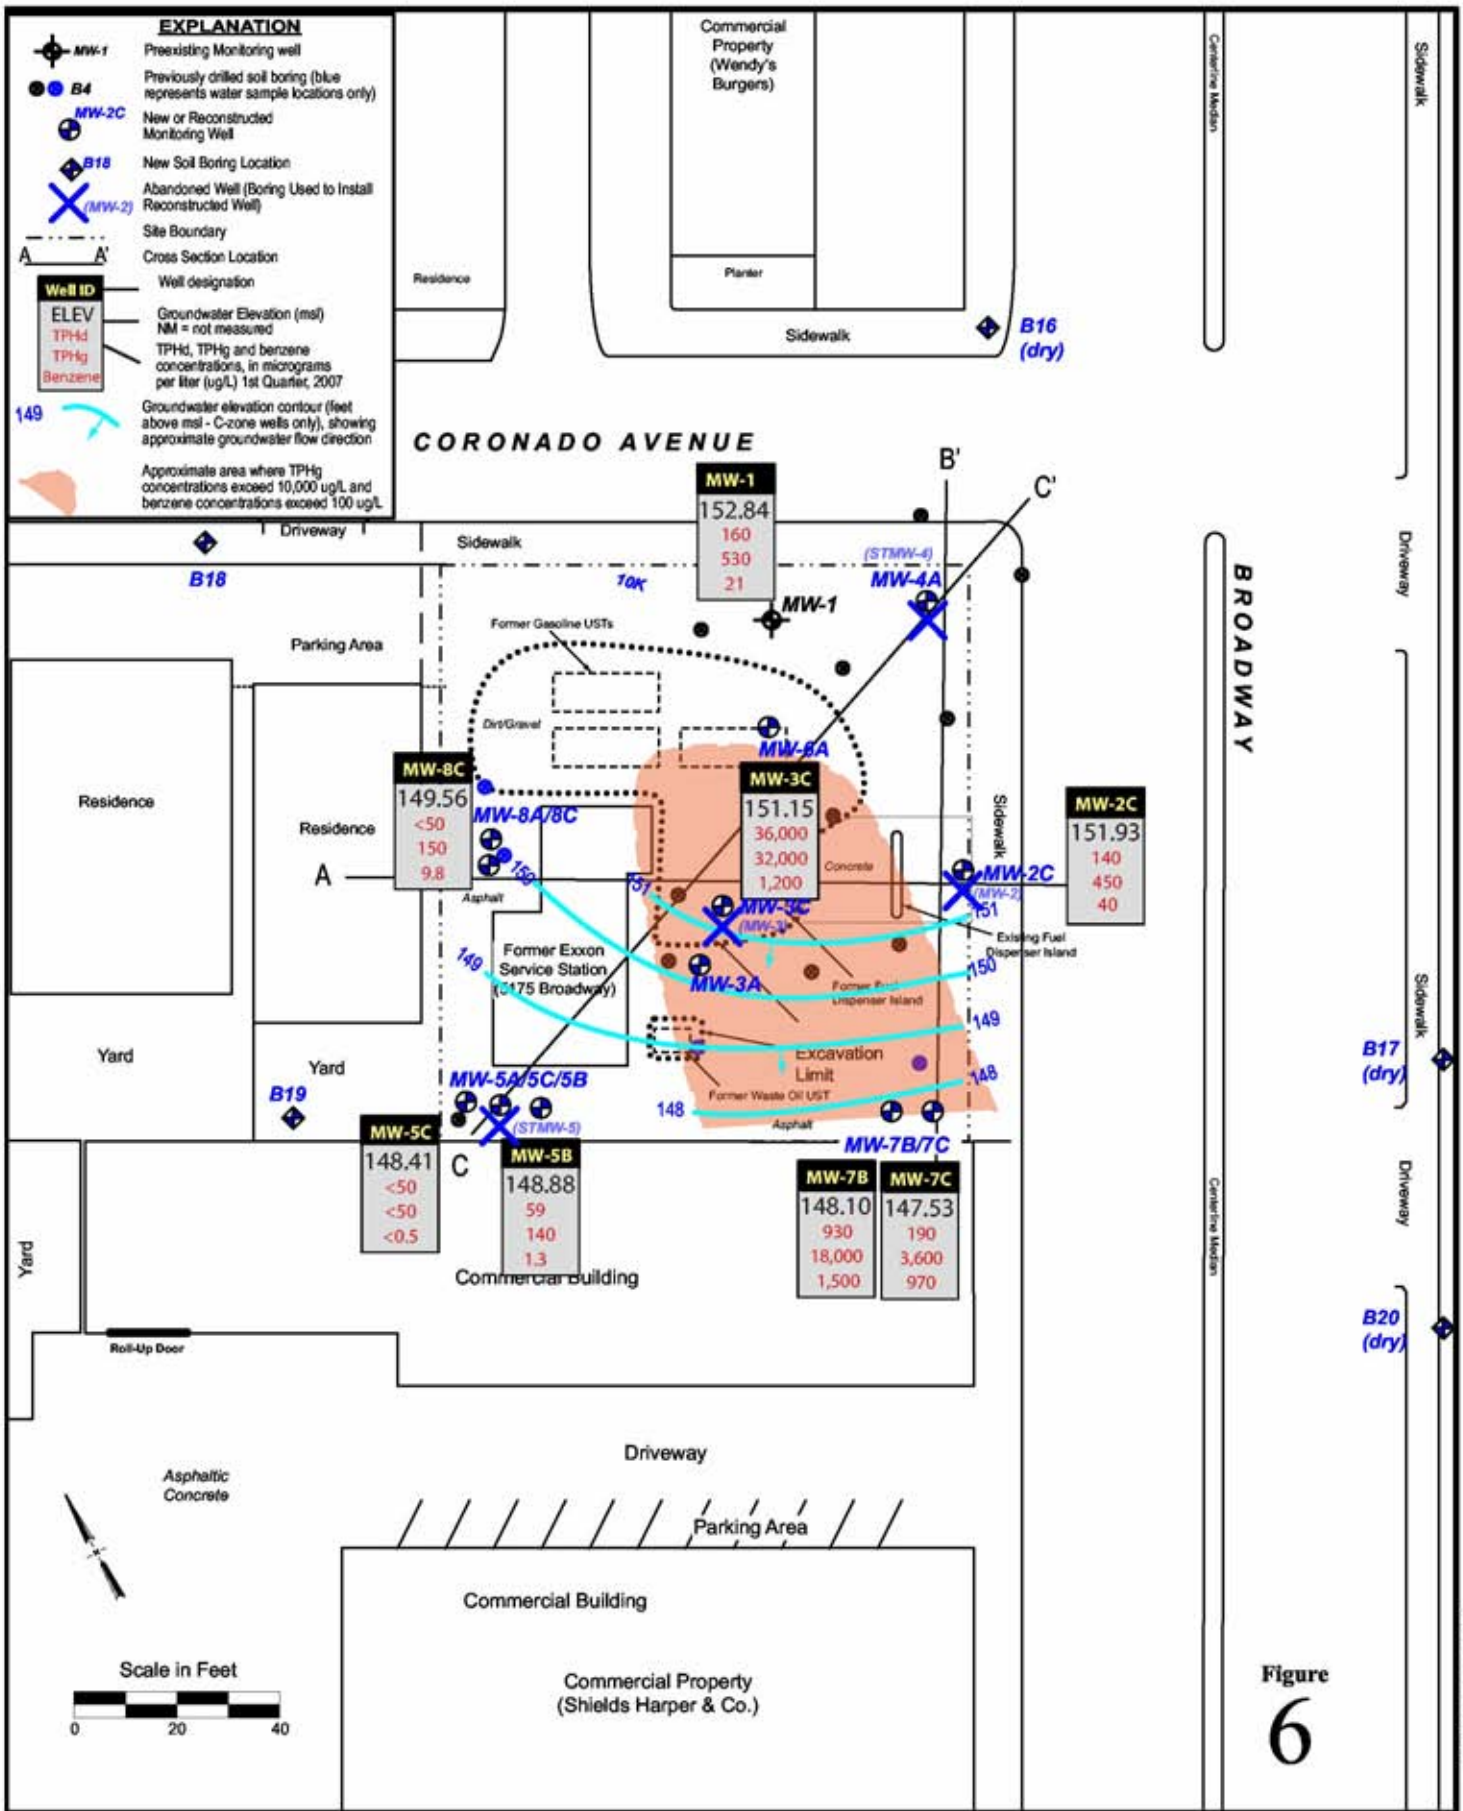 EXPLANATION
MW-1
Preexisting Monitoring well
B4
Previously drilled soil boring (blue
represents water sample locations only)
MW-2C
New or Reconstructed
Monitoring Well
B18
New Soil Boring Location
(MW-2)
Abandoned Well (Boring Used to Install
Reconstructed Well)
Site Boundary
A A'
Cross Section Location
Well ID
ELEV
TPHd
TPHg
Benzene
Well designation
Groundwater Elevation (msl)
NM = not measured
TPHd, TPHg and benzene
concentrations, in micrograms
per liter (ug/L) 1st Quarter, 2007
149
Groundwater elevation contour (feet
above msl - C-zone wells only), showing
approximate groundwater flow direction
Approximate area where TPHg
concentrations exceed 10,000 ug/L and
benzene concentrations exceed 100 ug/L
Commercial
Property
(Wendy's
Burgers)
Residence
Planter
Sidewalk
B16
(dry)
Centerline Median
Sidewalk
CORONADO AVENUE
B'
C'
MW-1
152.84
160
530
21
Driveway
Sidewalk
B18
10K
(STMW-4)
MW-4A
MW-1
Driveway
BROADWAY
Former Gasoline USTs
Parking Area
Dirt/Gravel
MW-6A
MW-8C
149.56
<50
150
9.8
MW-3C
151.15
36,000
32,000
1,200
MW-2C
151.93
140
450
40
Residence
Residence
MW-8A/8C
Sidewalk
Concrete
A
150
151
MW-2C
(MW-2)
Asphalt
MW-3C
(MW-3)
151
Existing Fuel
Dispenser Island
149
Former Exxon
Service Station
(5175 Broadway)
MW-3A
150
Former Fuel
Dispenser Island
Sidewalk
149
Yard
Yard
Excavation
Limit
B17
(dry)
MW-5A/5C/5B
148
B19
Former Waste Oil UST
148
Asphalt
(STMW-5)
MW-7B/7C
MW-5C
148.41
<50
<50
<0.5
C
MW-5B
148.88
59
140
1.3
MW-7B
148.10
930
18,000
1,500
MW-7C
147.53
190
3,600
970
Driveway
Centerline Median
Yard
Commercial Building
B20
(dry)
Roll-Up Door
Driveway
Asphaltic
Concrete
Parking Area
Commercial Building
Scale in Feet
0 20 40
Commercial Property
(Shields Harper & Co.)
Figure
6